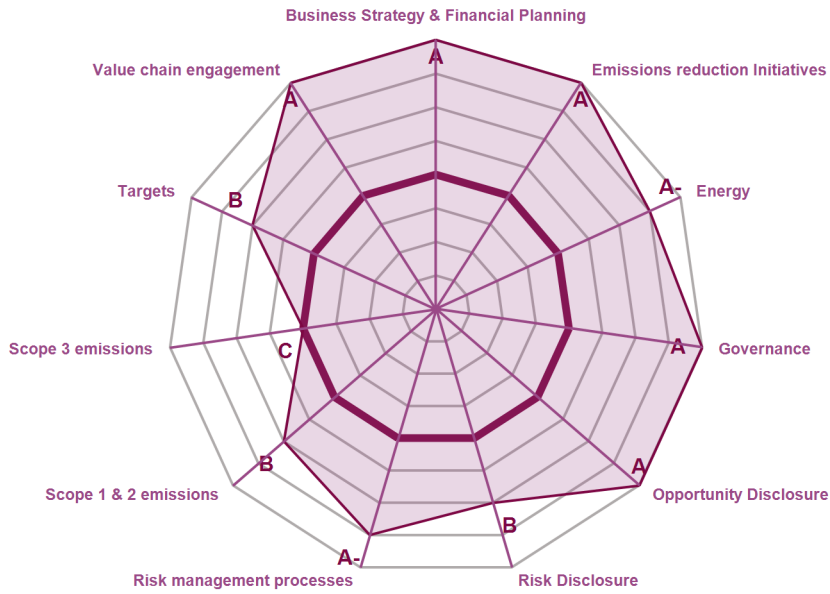 Business Strategy & Financial Planning
A
Value chain engagement
A
Emissions reduction Initiatives
A
Targets
B
A-
Energy
Scope 3 emissions
C
A
Governance
Scope 1 & 2 emissions
B
A
Opportunity Disclosure
A-
Risk management processes
B
Risk Disclosure